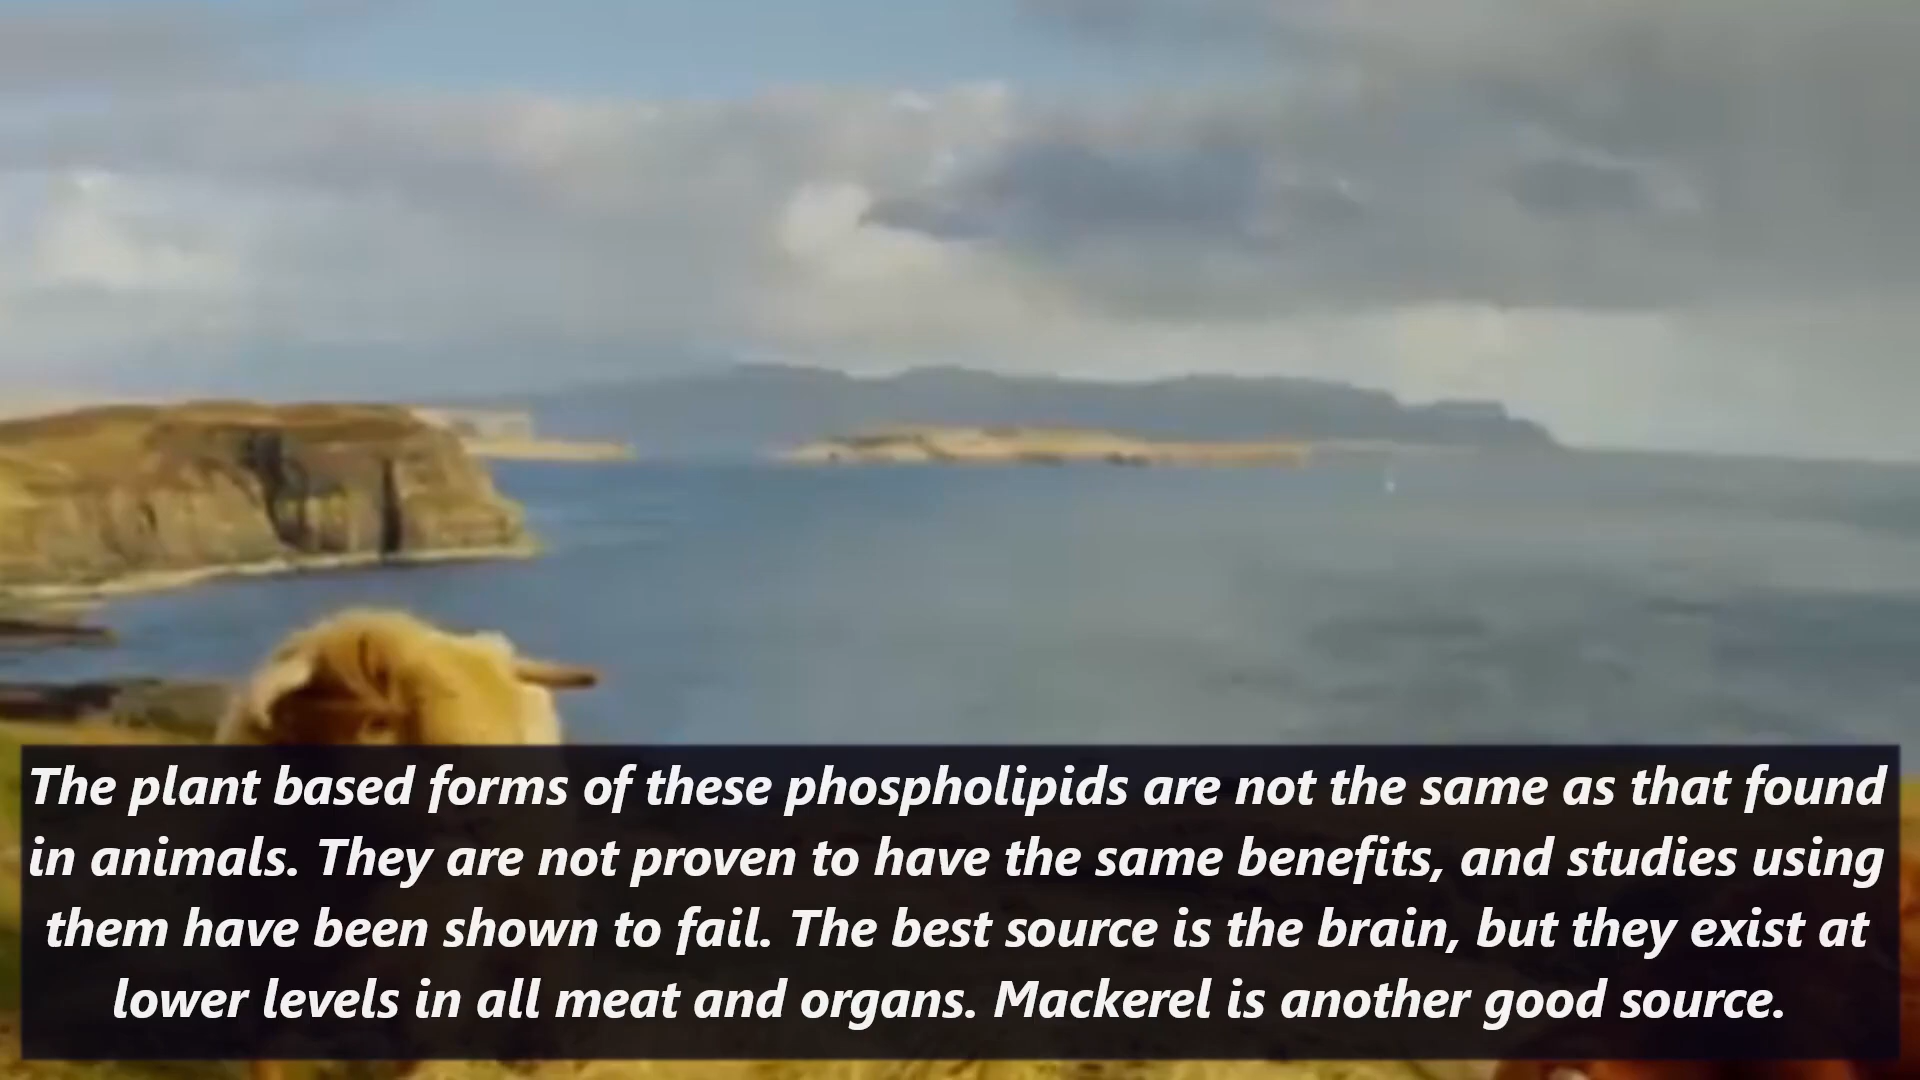 The plant based forms of these phospholipids are not the same as that found
in animals. They are not proven to have the same benefits, and studies using
them have been shown to fail. The best source is the brain, but they exist at
lower levels in all meat and organs. Mackerel is another good source.